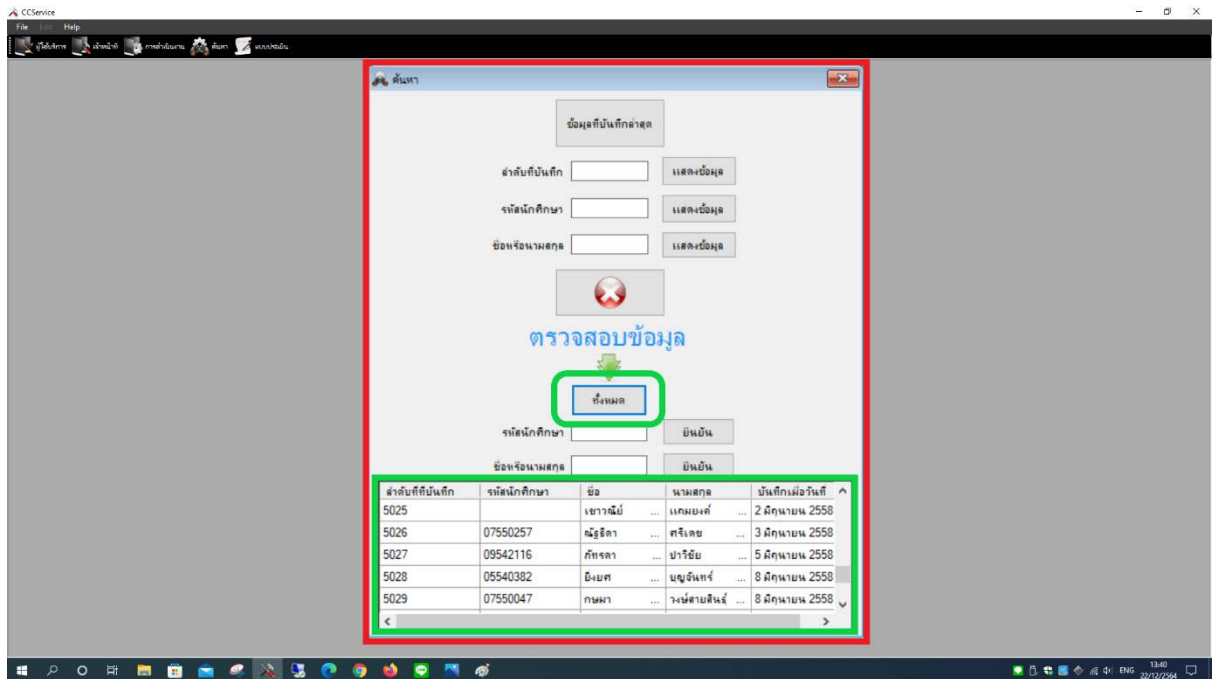 CCService
File Edit Help
ผู้ใช้บริการ เจ้าหน้าที่ การดำเนินงาน ค้นหา แบบประเมิน
ค้นหา
ข้อมูลที่บันทึกล่าสุด
ลำดับที่บันทึก แสดงข้อมูล
รหัสนักศึกษา แสดงข้อมูล
ชื่อหรือนามสกุล แสดงข้อมูล
ตรวจสอบข้อมูล
ทั้งหมด
รหัสนักศึกษา ยืนยัน
ชื่อหรือนามสกุล ยืนยัน
ลำดับที่ที่บันทึก รหัสนักศึกษา ชื่อ นามสกุล บันทึกเมื่อวันที่
5025 เชาวณีย์ ... แกมยงค์ ... 2 มิถุนายน 2558
5026 07550257 ณัฐธิดา ... ศรีเดช ... 3 มิถุนายน 2558
5027 09542116 ภัทรดา ... ปาวิชัย ... 5 มิถุนายน 2558
5028 05540382 ยิ่งยศ ... บุญจันทร์ ... 8 มิถุนายน 2558
5029 07550047 กษมา ... วงษ์สายสินธุ์ ... 8 มิถุนายน 2558
ENG 13:40
22/12/2564